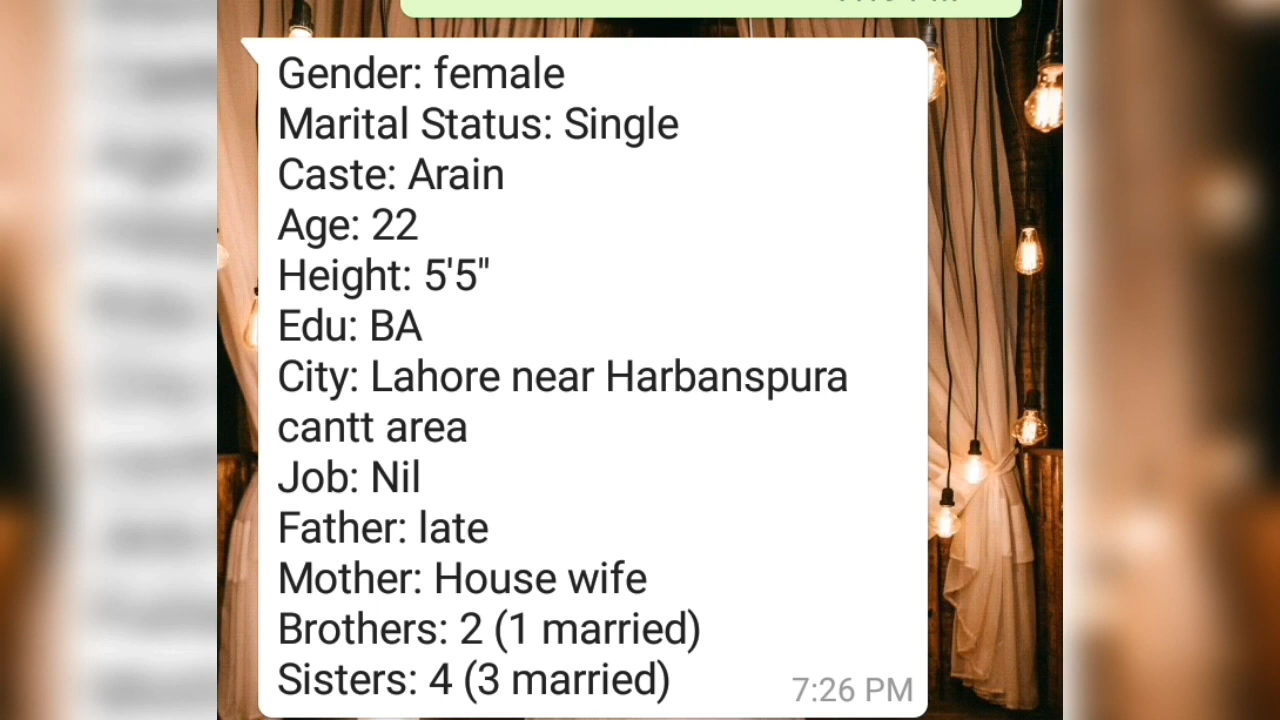 Gender: female
Marital Status: Single
Caste: Arain
Age: 22
Height: 5'5"
Edu: BA
City: Lahore near Harbanspura
cantt area
Job: Nil
Father: late
Mother: House wife
Brothers: 2 (1 married)
Sisters: 4 (3 married)
7:26 PM